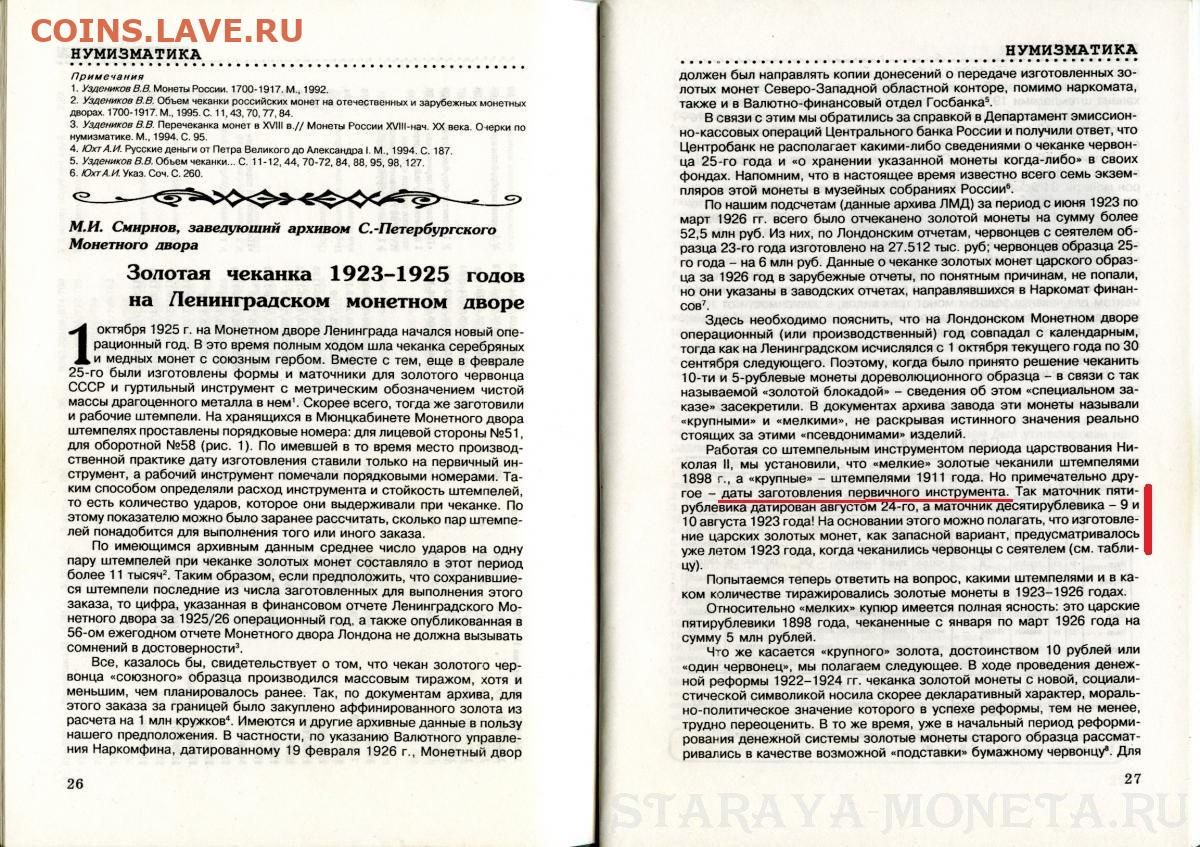 COINS.LAVE.RU
НУМИЗМАТИКА
Примечания
1. Уздеников В.В. Монеты России. 1700-1917. М., 1992.
2. Уздеников В.В. Объем чеканки российских монет на отечественных и зарубежных монетных
дворах. 1700-1917. М., 1995. С. 11, 43, 70, 77, 84.
3. Уздеников В.В. Перечеканка монет в XVIII в.// Монеты России XVIII-нач. XX века. Очерки по
нумизматике. М., 1994. С. 95.
4. Юхт А.И. Русские деньги от Петра Великого до Александра I. М., 1994. С. 187.
5. Уздеников В.В. Объем чеканки... С. 11-12, 44, 70-72, 84, 88, 95, 98, 127.
6. Юхт А.И. Указ. Соч. С. 260.
М.И. Смирнов, заведующий архивом С.-Петербургского
Монетного двора
Золотая чеканка 1923–1925 годов
на Ленинградском монетном дворе
1 октября 1925 г. на Монетном дворе Ленинграда начался новый опе-
рационный год. В это время полным ходом шла чеканка серебряных
и медных монет с союзным гербом. Вместе с тем, еще в феврале
25-го были изготовлены формы и маточники для золотого червонца
СССР и гуртильный инструмент с метрическим обозначением чистой
массы драгоценного металла в нем¹. Скорее всего, тогда же заготовили
и рабочие штемпели. На хранящихся в Мюнцкабинете Монетного двора
штемпелях проставлены порядковые номера: для лицевой стороны №51,
для оборотной №58 (рис. 1). По имевшей в то время место производ-
ственной практике дату изготовления ставили только на первичный ин-
струмент, а рабочий инструмент помечали порядковыми номерами. Та-
ким способом определяли расход инструмента и стойкость штемпелей,
то есть количество ударов, которое они выдерживали при чеканке. По
этому показателю можно было заранее рассчитать, сколько пар штемпе-
лей понадобится для выполнения того или иного заказа.
По имеющимся архивным данным среднее число ударов на одну
пару штемпелей при чеканке золотых монет составляло в этот период
более 11 тысяч². Таким образом, если предположить, что сохранившие-
ся штемпели последние из числа заготовленных для выполнения этого
заказа, то цифра, указанная в финансовом отчете Ленинградского Мо-
нетного двора за 1925/26 операционный год, а также опубликованная в
56-ом ежегодном отчете Монетного двора Лондона не должна вызывать
сомнений в достоверности³.
Все, казалось бы, свидетельствует о том, что чекан золотого чер-
вонца «союзного» образца производился массовым тиражом, хотя и
меньшим, чем планировалось ранее. Так, по документам архива, для
этого заказа за границей было закуплено аффинированного золота из
расчета на 1 млн кружков⁴. Имеются и другие архивные данные в пользу
нашего предположения. В частности, по указанию Валютного управле-
ния Наркомфина, датированному 19 февраля 1926 г., Монетный двор
26
НУМИЗМАТИКА
должен был направлять копии донесений о передаче изготовленных зо-
лотых монет Северо-Западной областной конторе, помимо наркомата,
также и в Валютно-финансовый отдел Госбанка⁵.
В связи с этим мы обратились за справкой в Департамент эмиссион-
но-кассовых операций Центрального банка России и получили ответ, что
Центробанк не располагает какими-либо сведениями о чеканке червон-
ца 25-го года и «о хранении указанной монеты когда-либо» в своих
фондах. Напомним, что в настоящее время известно всего семь экзем-
пляров этой монеты в музейных собраниях России⁶.
По нашим подсчетам (данные архива ЛМД) за период с июня 1923 по
март 1926 гг. всего было отчеканено золотой монеты на сумму более
52,5 млн руб. Из них, по Лондонским отчетам, червонцев с сеятелем об-
разца 23-го года изготовлено на 27.512 тыс. руб; червонцев образца 25-
го года – на 6 млн руб. Данные о чеканке золотых монет царского образ-
ца за 1926 год в зарубежные отчеты, по понятным причинам, не попали,
но они указаны в заводских отчетах, направлявшихся в Наркомат финан-
сов⁷.
Здесь необходимо пояснить, что на Лондонском Монетном дворе
операционный (или производственный) год совпадал с календарным,
тогда как на Ленинградском исчислялся с 1 октября текущего года по 30
сентября следующего. Поэтому, когда было принято решение чеканить
10-ти и 5-рублевые монеты дореволюционного образца – в связи с так
называемой «золотой блокадой» – сведения об этом «специальном за-
казе» засекретили. В документах архива завода эти монеты называли
«крупными» и «мелкими», не раскрывая истинного значения реально
стоящих за этими «псевдонимами» изделий.
Работая со штемпельным инструментом периода царствования Ни-
колая II, мы установили, что «мелкие» золотые чеканили штемпелями
1898 г., а «крупные» – штемпелями 1911 года. Но примечательно дру-
гое – даты заготовления первичного инструмента. Так маточник пяти-
рублевика датирован августом 24-го, а маточник десятирублевика – 9 и
10 августа 1923 года! На основании этого можно полагать, что изготовле-
ние царских золотых монет, как запасной вариант, предусматривалось
уже летом 1923 года, когда чеканились червонцы с сеятелем (см. табли-
цу).
Попытаемся теперь ответить на вопрос, какими штемпелями и в ка-
ком количестве тиражировались золотые монеты в 1923–1926 годах.
Относительно «мелких» купюр имеется полная ясность: это царские
пятирублевики 1898 года, чеканенные с января по март 1926 года на
сумму 5 млн рублей.
Что же касается «крупного» золота, достоинством 10 рублей или
«один червонец», мы полагаем следующее. В ходе проведения денеж-
ной реформы 1922–1924 гг. чеканка золотой монеты с новой, социали-
стической символикой носила скорее декларативный характер, мораль-
но-политическое значение которого в успехе реформы, тем не менее,
трудно переоценить. В то же время, уже в начальный период реформи-
рования денежной системы золотые монеты старого образца рассмат-
ривались в качестве возможной «подставки» бумажному червонцу⁸. Для
27
STARAYA-MONETA.RU